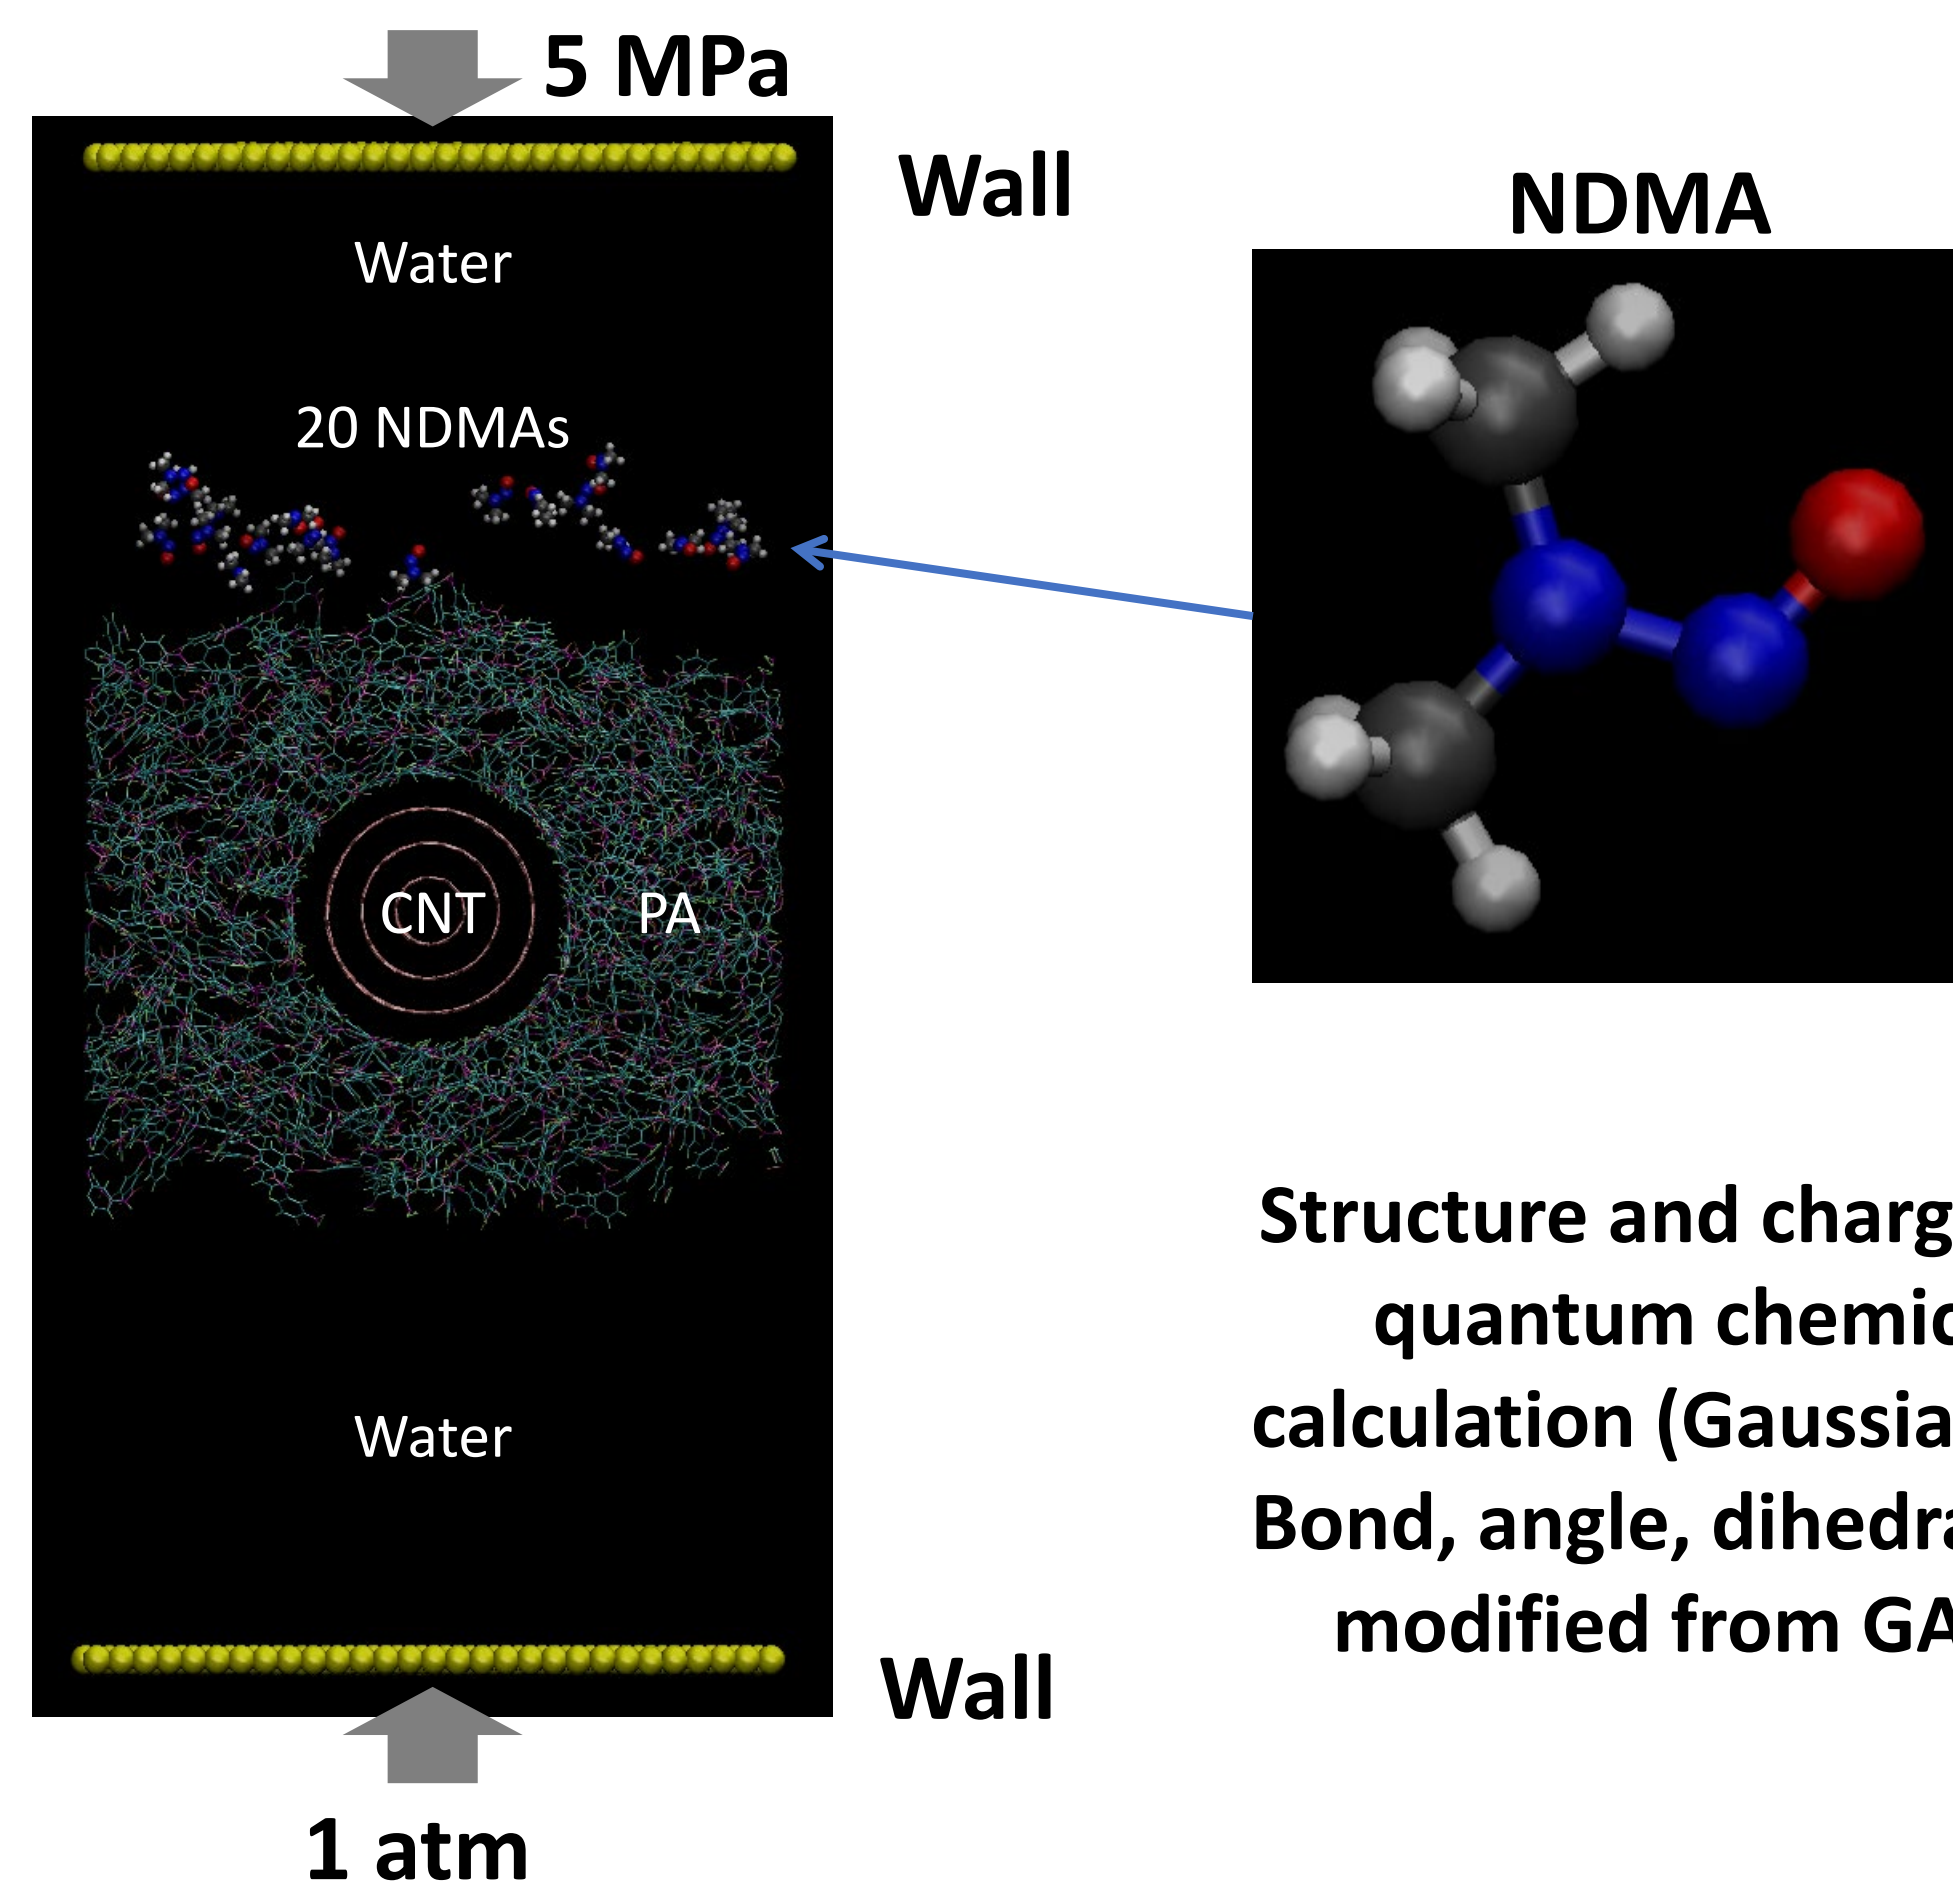 5 MPa
Wall
Water
20 NDMAs
CNT
PA
Water
Wall
1 atm
NDMA
Structure and charg
quantum chemic
calculation (Gaussia
Bond, angle, dihedra
modified from GA